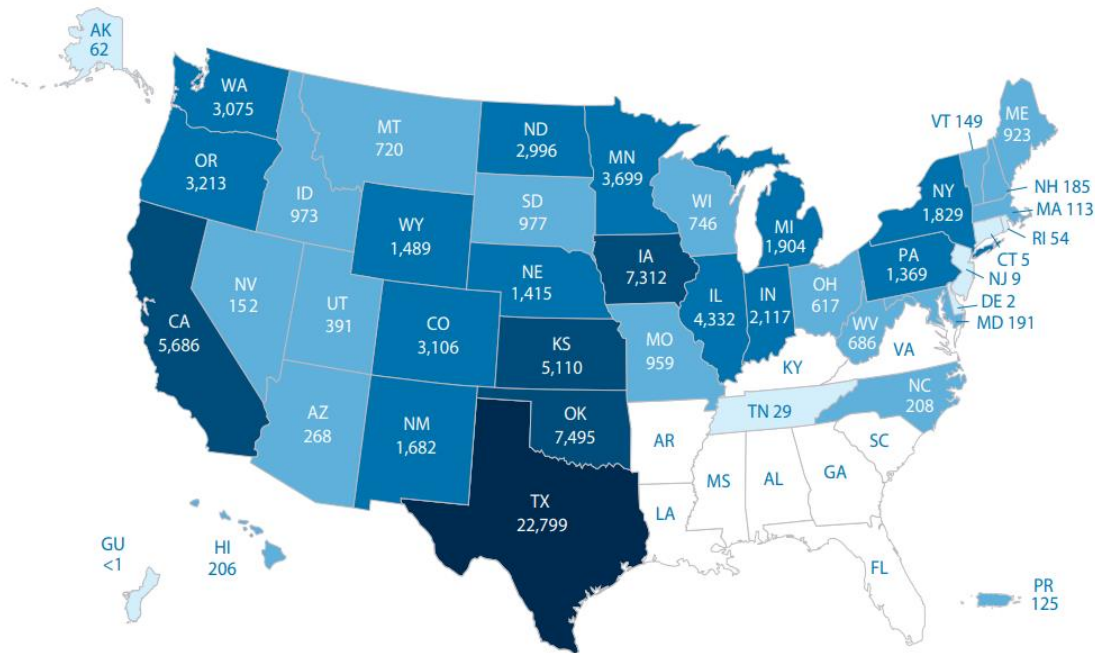 AK
62
WA
3,075
MT
720
ND
2,996
MN
3,699
VT 149
ME
923
OR
3,213
ID
973
WY
1,489
SD
977
WI
746
MI
1,904
NY
1,829
NH 185
MA 113
RI 54
CT 5
NJ 9
DE 2
MD 191
NV
152
UT
391
CO
3,106
NE
1,415
IA
7,312
IL
4,332
IN
2,117
OH
617
PA
1,369
WV
686
VA
CA
5,686
KS
5,110
MO
959
KY
AZ
268
NM
1,682
OK
7,495
AR
TN 29
NC
208
SC
TX
22,799
LA
MS
AL
GA
FL
GU
<1
HI
206
PR
125